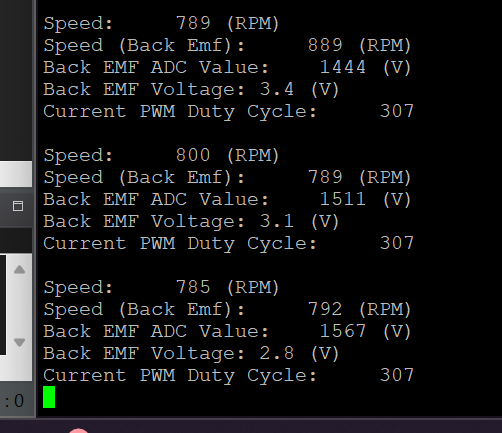 Speed:     789 (RPM)
Speed (Back Emf):     889 (RPM)
Back EMF ADC Value:    1444 (V)
Back EMF Voltage: 3.4 (V)
Current PWM Duty Cycle:     307
Speed:     800 (RPM)
Speed (Back Emf):     789 (RPM)
Back EMF ADC Value:    1511 (V)
Back EMF Voltage: 3.1 (V)
Current PWM Duty Cycle:     307
Speed:     785 (RPM)
Speed (Back Emf):     792 (RPM)
Back EMF ADC Value:    1567 (V)
Back EMF Voltage: 2.8 (V)
Current PWM Duty Cycle:     307
:0